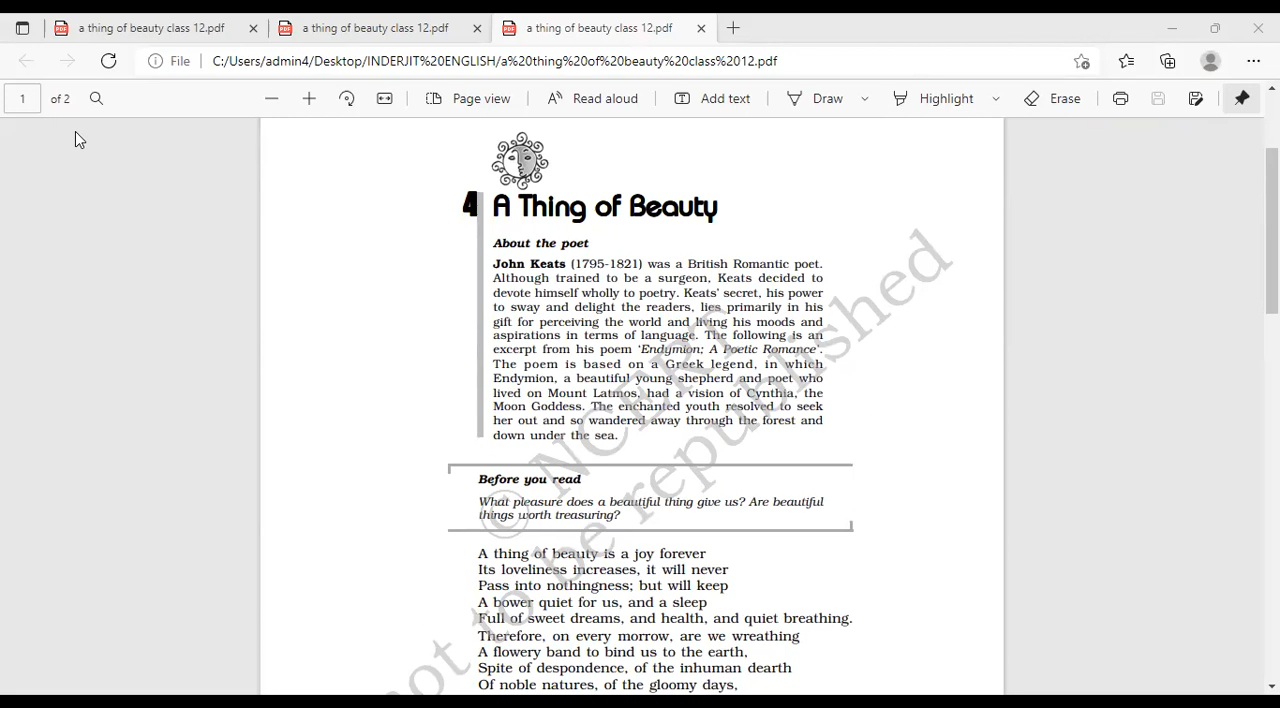 a thing of beauty class 12.pdf
a thing of beauty class 12.pdf
a thing of beauty class 12.pdf
File C:/Users/admin4/Desktop/INDERJIT%20ENGLISH/a%20thing%20of%20beauty%20class%2012.pdf
1 of 2 Page view Read aloud Add text Draw Highlight Erase
4 A Thing of Beauty
About the poet
John Keats (1795-1821) was a British Romantic poet.
Although trained to be a surgeon, Keats decided to
devote himself wholly to poetry. Keats' secret, his power
to sway and delight the readers, lies primarily in his
gift for perceiving the world and living his moods and
aspirations in terms of language. The following is an
excerpt from his poem 'Endymion; A Poetic Romance'.
The poem is based on a Greek legend, in which
Endymion, a beautiful young shepherd and poet who
lived on Mount Latmos, had a vision of Cynthia, the
Moon Goddess. The enchanted youth resolved to seek
her out and so wandered away through the forest and
down under the sea.
Before you read
What pleasure does a beautiful thing give us? Are beautiful
things worth treasuring?
A thing of beauty is a joy forever
Its loveliness increases, it will never
Pass into nothingness; but will keep
A bower quiet for us, and a sleep
Full of sweet dreams, and health, and quiet breathing.
Therefore, on every morrow, are we wreathing
A flowery band to bind us to the earth,
Spite of despondence, of the inhuman dearth
Of noble natures, of the gloomy days,
© NCERT
not to be republished